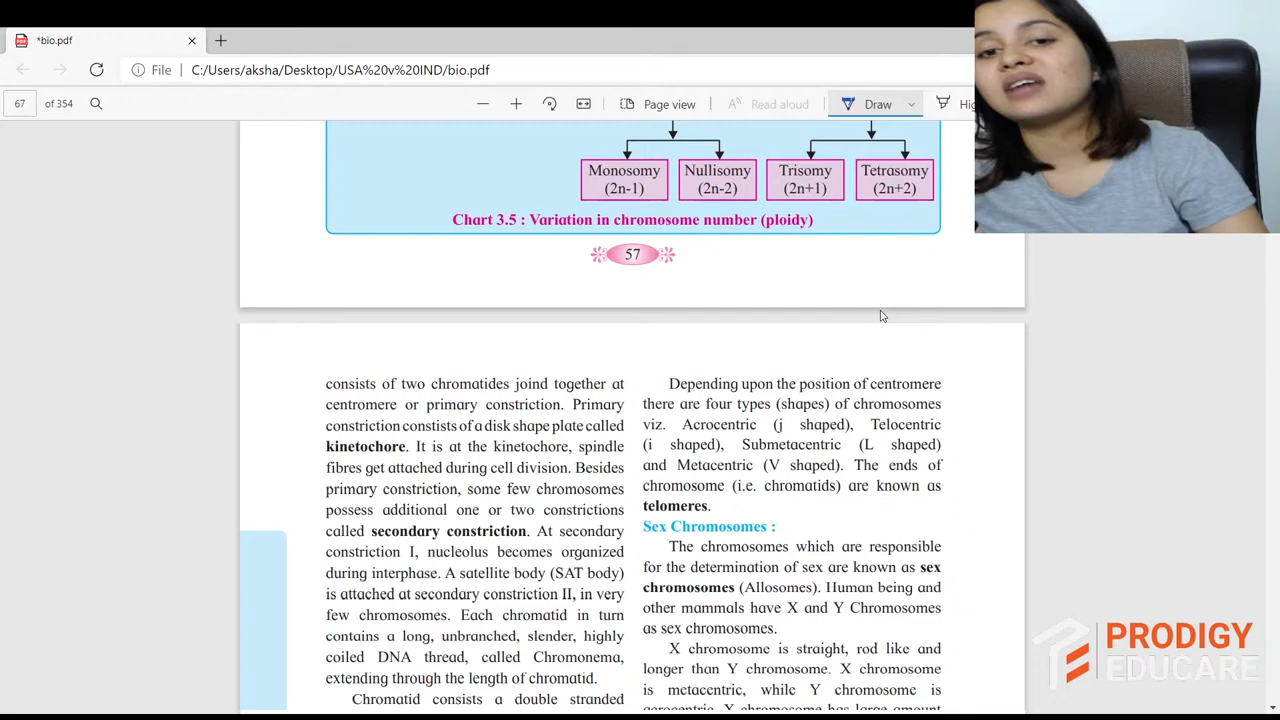 *bio.pdf
File C:/Users/aksha/Desktop/USA%20v%20IND/bio.pdf
67 of 354 Page view Read aloud Draw
Monosomy Nullisomy Trisomy Tetrasomy
(2n-1) (2n-2) (2n+1) (2n+2)
Chart 3.5 : Variation in chromosome number (ploidy)
57
consists of two chromatides joind together at
centromere or primary constriction. Primary
constriction consists of a disk shape plate called
kinetochore. It is at the kinetochore, spindle
fibres get attached during cell division. Besides
primary constriction, some few chromosomes
possess additional one or two constrictions
called secondary constriction. At secondary
constriction I, nucleolus becomes organized
during interphase. A satellite body (SAT body)
is attached at secondary constriction II, in very
few chromosomes. Each chromatid in turn
contains a long, unbranched, slender, highly
coiled DNA thread, called Chromonema,
extending through the length of chromatid.
Chromatid consists a double stranded
Depending upon the position of centromere
there are four types (shapes) of chromosomes
viz. Acrocentric (j shaped), Telocentric
(i shaped), Submetacentric (L shaped)
and Metacentric (V shaped). The ends of
chromosome (i.e. chromatids) are known as
telomeres.
Sex Chromosomes :
The chromosomes which are responsible
for the determination of sex are known as sex
chromosomes (Allosomes). Human being and
other mammals have X and Y Chromosomes
as sex chromosomes.
X chromosome is straight, rod like and
longer than Y chromosome. X chromosome
is metacentric, while Y chromosome is
acrocentric. X chromosome has large amount
PRODIGY
EDUCARE